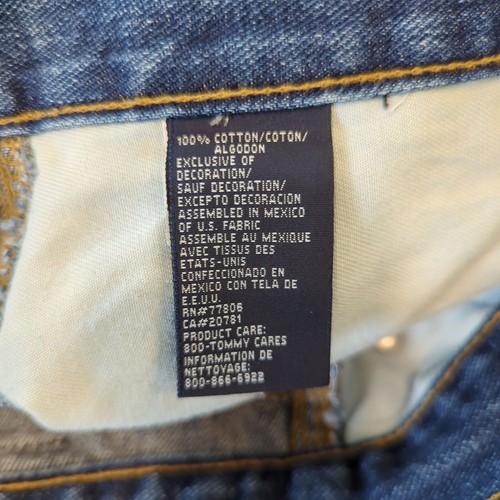 100% COTTON/COTON/
ALGODON
EXCLUSIVE OF
DECORATION/
SAUF DECORATION/
EXCEPTO DECORACION
ASSEMBLED IN MEXICO
OF U.S. FABRIC
ASSEMBLE AU MEXIQUE
AVEC TISSUS DES
ETATS-UNIS
CONFECCIONADO EN
MEXICO CON TELA DE
E.E.U.U.
RN#77806
CA#20781
PRODUCT CARE:
800-TOMMY CARES
INFORMATION DE
NETTOYAGE:
800-866-6922